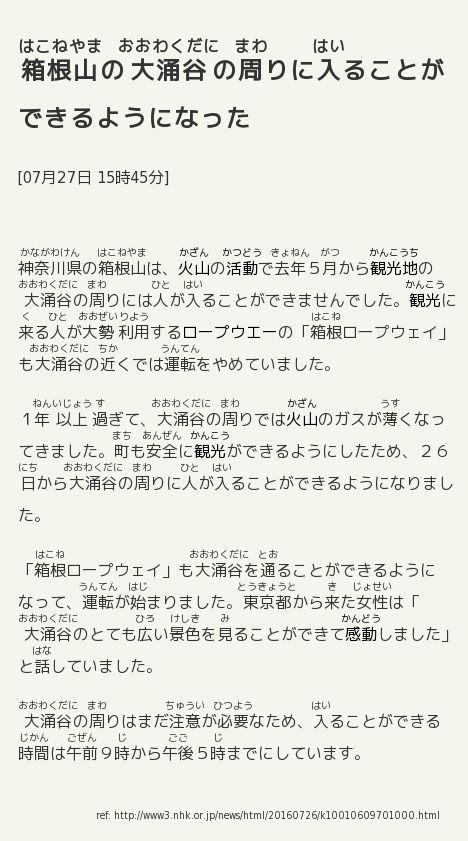 はこねやま おおわくだに まわ はい
箱根山の大涌谷の周りに入ることが
できるようになった
[07月27日 15時45分]
かながわけん はこねやま かざん かつどう きょねん がつ かんこうち
神奈川県の箱根山は、火山の活動で去年５月から観光地の
おおわくだに まわ ひと はい かんこう
大涌谷の周りには人が入ることができませんでした。観光に
く ひと おおぜい りよう はこね
来る人が大勢利用するロープウエーの「箱根ロープウェイ」
おおわくだに ちか うんてん
も大涌谷の近くでは運転をやめていました。
ねん いじょう す おおわくだに まわ かざん うす
１年以上過ぎて、大涌谷の周りでは火山のガスが薄くなっ
まち あんぜん かんこう
てきました。町も安全に観光ができるようにしたため、２６
にち おおわくだに まわ ひと はい
日から大涌谷の周りに人が入ることができるようになりまし
た。
はこね おおわくだに とお
「箱根ロープウェイ」も大涌谷を通ることができるように
うんてん はじ とうきょうと き じょせい
なって、運転が始まりました。東京都から来た女性は「
おおわくだに ひろ けしき み かんどう
大涌谷のとても広い景色を見ることができて感動しました」
はな
と話していました。
おおわくだに まわ ちゅうい ひつよう はい
大涌谷の周りはまだ注意が必要なため、入ることができる
じかん ごぜん じ ごご じ
時間は午前９時から午後５時までにしています。
ref: http://www3.nhk.or.jp/news/html/20160726/k10010609701000.html